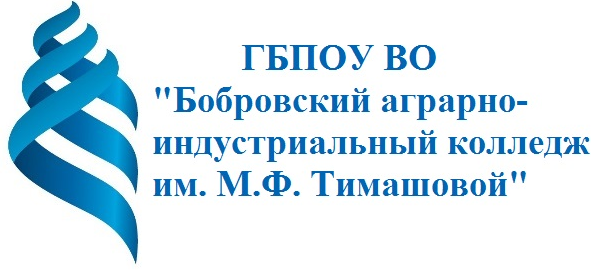 ГБПОУ ВО
"Бобровский аграрно-
индустриальный колледж
им. М.Ф. Тимашовой"